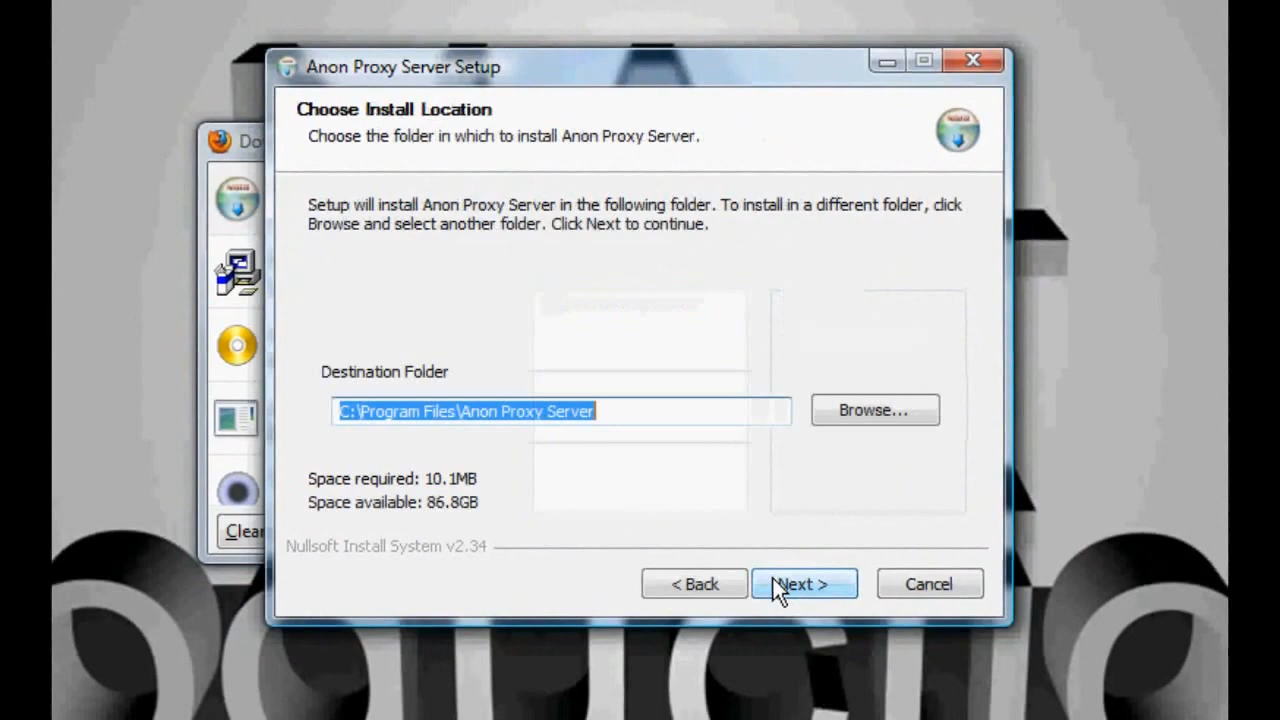 Anon Proxy Server Setup
Choose Install Location
Choose the folder in which to install Anon Proxy Server.
Do
Setup will install Anon Proxy Server in the following folder. To install in a different folder, click
Browse and select another folder. Click Next to continue.
Destination Folder
C:\Program Files\Anon Proxy Server
Browse...
Space required: 10.1MB
Space available: 86.8GB
Clear
Nullsoft Install System v2.34
< Back
Next >
Cancel